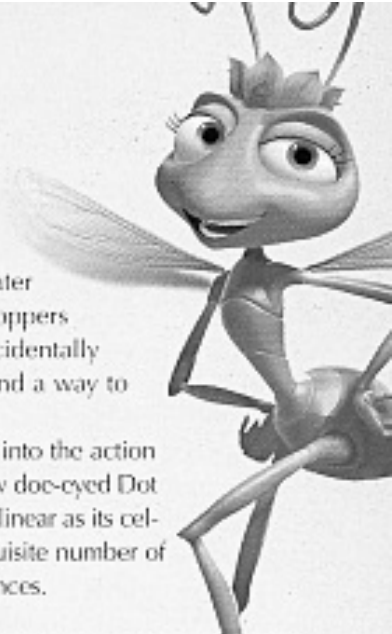 ater
oppers
cidentally
nd a way to
into the action
y doe-eyed Dot
linear as its cel-
uisite number of
nces.